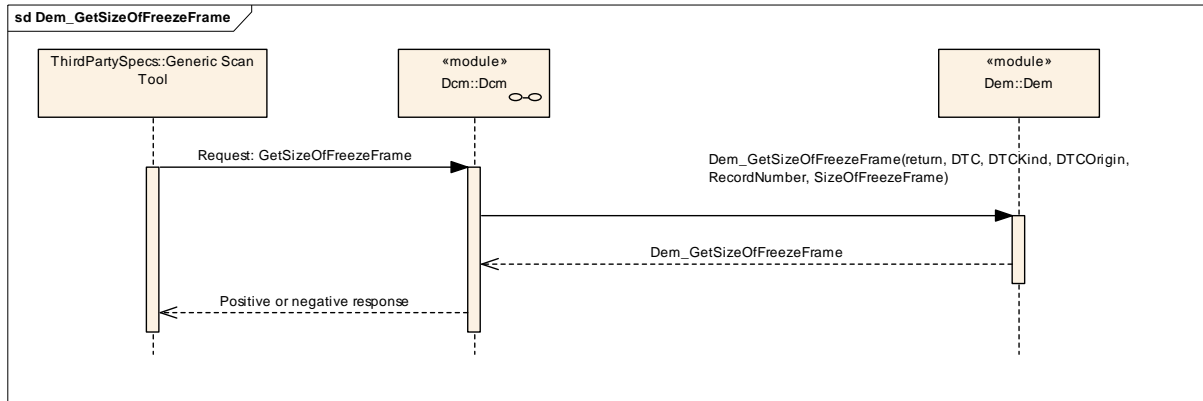 sd Dem_GetSizeOfFreezeFrame
ThirdPartySpecs::Generic Scan
Tool
«module»
Dcm::Dcm
«module»
Dem::Dem
Request: GetSizeOfFreezeFrame
Dem_GetSizeOfFreezeFrame(return, DTC, DTCKind, DTCOrigin,
RecordNumber, SizeOfFreezeFrame)
Dem_GetSizeOfFreezeFrame
Positive or negative response